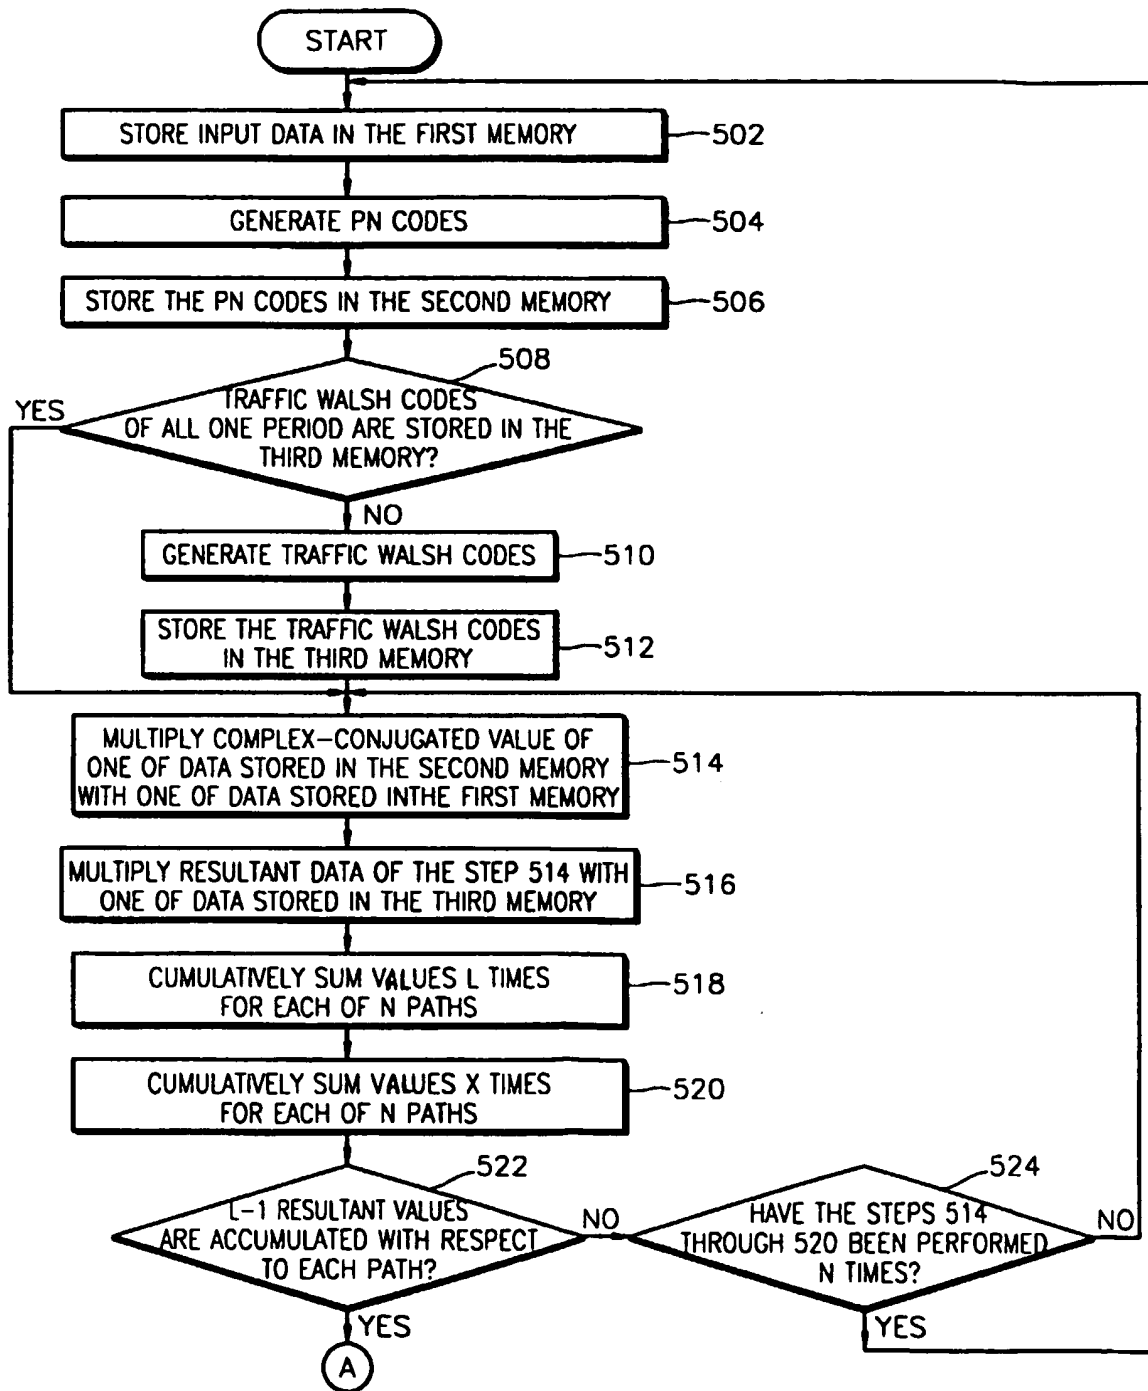 START
STORE INPUT DATA IN THE FIRST MEMORY
502
GENERATE PN CODES
504
STORE THE PN CODES IN THE SECOND MEMORY
506
508
TRAFFIC WALSH CODES
OF ALL ONE PERIOD ARE STORED IN THE
THIRD MEMORY?
YES
NO
GENERATE TRAFFIC WALSH CODES
510
STORE THE TRAFFIC WALSH CODES
IN THE THIRD MEMORY
512
MULTIPLY COMPLEX-CONJUGATED VALUE OF
ONE OF DATA STORED IN THE SECOND MEMORY
WITH ONE OF DATA STORED INTHE FIRST MEMORY
514
MULTIPLY RESULTANT DATA OF THE STEP 514 WITH
ONE OF DATA STORED IN THE THIRD MEMORY
516
CUMULATIVELY SUM VALUES L TIMES
FOR EACH OF N PATHS
518
CUMULATIVELY SUM VALUES X TIMES
FOR EACH OF N PATHS
520
522
L-1 RESULTANT VALUES
ARE ACCUMULATED WITH RESPECT
TO EACH PATH?
NO
YES
A
524
HAVE THE STEPS 514
THROUGH 520 BEEN PERFORMED
N TIMES?
NO
YES